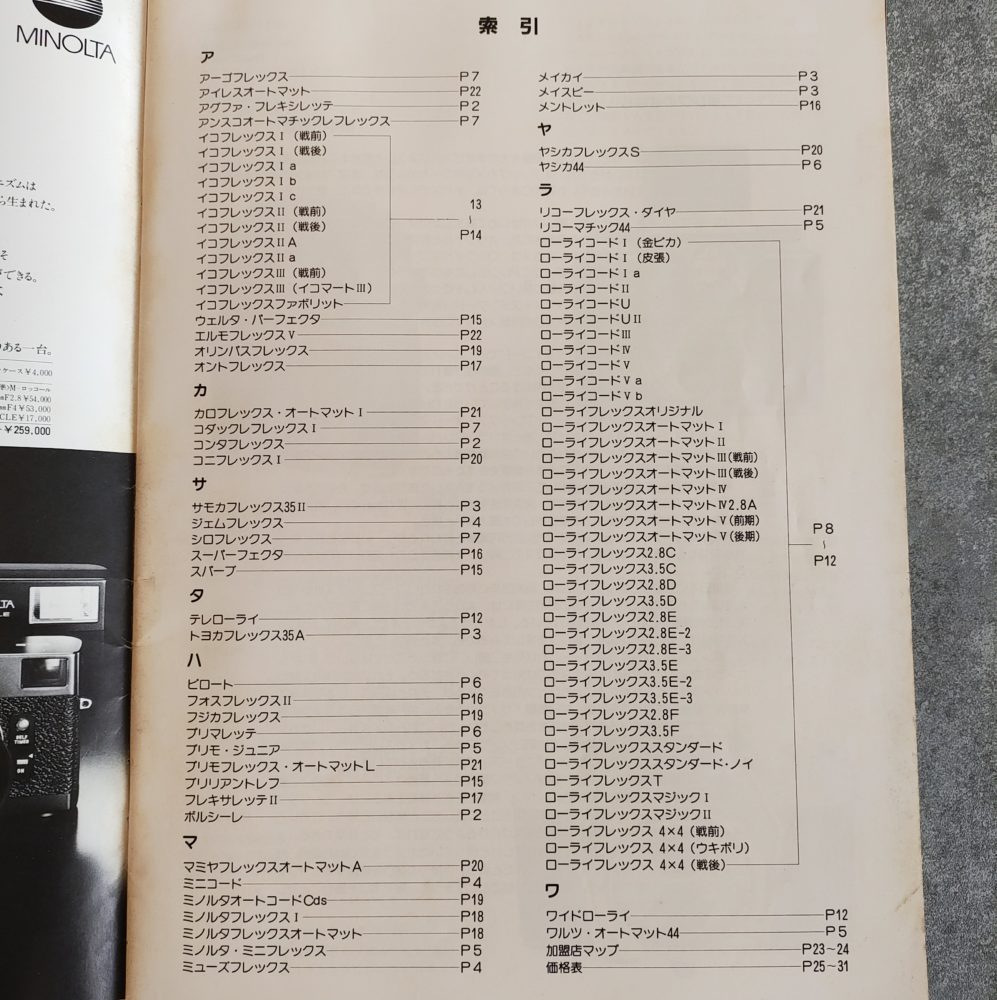 MINOLTA
ニズムは
ら生まれた。
そ
ができる。
のある一台。
ケース¥4,000
M-ロッコール
F2.8¥54,000
F4¥53,000
CLE¥17,000
¥259,000
SELF
TIMER
ON
索 引
ア
アーゴフレックス P7
アイレスオートマット P22
アグファ・フレキシレッテ P2
アンスコオートマチックレフレックス P7
イコフレックスⅠ（戦前）
イコフレックスⅠ（戦後）
イコフレックスⅠa
イコフレックスⅠb
イコフレックスⅠc
イコフレックスⅡ（戦前）
イコフレックスⅡ（戦後）
イコフレックスⅡA
イコフレックスⅡa
イコフレックスⅢ（戦前）
イコフレックスⅢ（イコマートⅢ）
イコフレックスファボリット
13
～
P14
ウェルタ・パーフェクタ P15
エルモフレックスⅤ P22
オリンパスフレックス P19
オントフレックス P17
カ
カロフレックス・オートマットⅠ P21
コダックレフレックスⅠ P7
コンタフレックス P2
コニフレックスⅠ P20
サ
サモカフレックス35Ⅱ P3
ジェムフレックス P4
シロフレックス P7
スーパーフェクタ P16
スパーブ P15
タ
テレローライ P12
トヨカフレックス35A P3
ハ
ピロート P6
フォスフレックスⅡ P16
フジカフレックス P19
プリマレッテ P6
プリモ・ジュニア P5
プリモフレックス・オートマットL P21
ブリリアントレフ P15
フレキサレッテⅡ P17
ボルシーレ P2
マ
マミヤフレックスオートマットA P20
ミニコード P4
ミノルタオートコードCds P19
ミノルタフレックスⅠ P18
ミノルタフレックスオートマット P18
ミノルタ・ミニフレックス P5
ミューズフレックス P4
メイカイ P3
メイスピー P3
メントレット P16
ヤ
ヤシカフレックスS P20
ヤシカ44 P6
ラ
リコーフレックス・ダイヤ P21
リコーマチック44 P5
ローライコードⅠ（金ピカ）
ローライコードⅠ（皮張）
ローライコードⅠa
ローライコードⅡ
ローライコードU
ローライコードUⅡ
ローライコードⅢ
ローライコードⅣ
ローライコードⅤ
ローライコードⅤa
ローライコードⅤb
ローライフレックスオリジナル
ローライフレックスオートマットⅠ
ローライフレックスオートマットⅡ
ローライフレックスオートマットⅢ(戦前)
ローライフレックスオートマットⅢ(戦後)
ローライフレックスオートマットⅣ
ローライフレックスオートマットⅣ2.8A
ローライフレックスオートマットⅤ(前期)
ローライフレックスオートマットⅤ(後期)
ローライフレックス2.8C
ローライフレックス3.5C
ローライフレックス2.8D
ローライフレックス3.5D
ローライフレックス2.8E
ローライフレックス2.8E-2
ローライフレックス2.8E-3
ローライフレックス3.5E
ローライフレックス3.5E-2
ローライフレックス3.5E-3
ローライフレックス2.8F
ローライフレックス3.5F
ローライフレックススタンダード
ローライフレックススタンダード・ノイ
ローライフレックスT
ローライフレックスマジックⅠ
ローライフレックスマジックⅡ
ローライフレックス 4×4（戦前）
ローライフレックス 4×4（ウキボリ）
ローライフレックス 4×4（戦後）
P8
～
P12
ワ
ワイドローライ P12
ワルツ・オートマット44 P5
加盟店マップ P23～24
価格表 P25～31